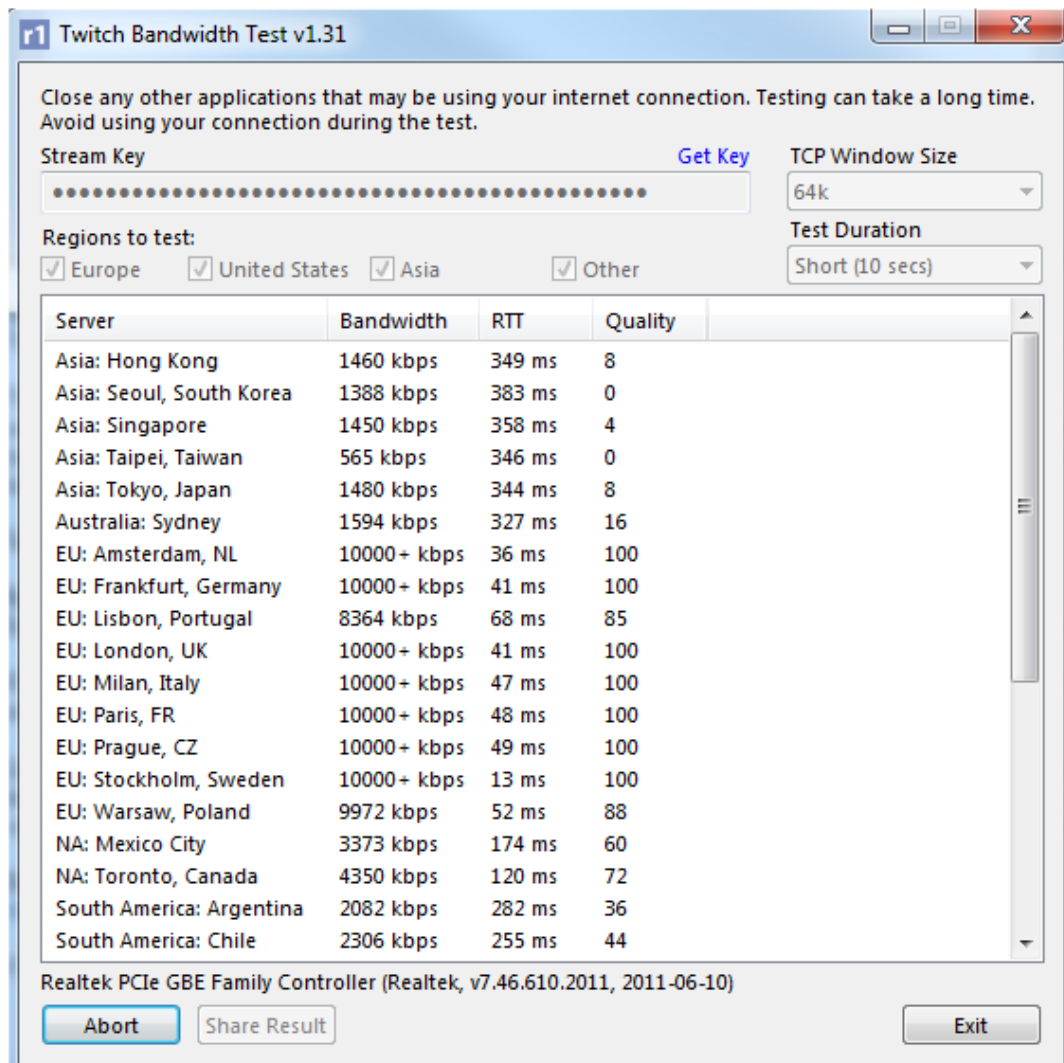 r1 Twitch Bandwidth Test v1.31
Close any other applications that may be using your internet connection. Testing can take a long time.
Avoid using your connection during the test.
Stream Key Get Key TCP Window Size
●●●●●●●●●●●●●●●●●●●●●●●●●●●●●●●●●●●●●●●●●●●●● 64k
Regions to test: Test Duration
Europe United States Asia Other Short (10 secs)
Server Bandwidth RTT Quality
Asia: Hong Kong 1460 kbps 349 ms 8
Asia: Seoul, South Korea 1388 kbps 383 ms 0
Asia: Singapore 1450 kbps 358 ms 4
Asia: Taipei, Taiwan 565 kbps 346 ms 0
Asia: Tokyo, Japan 1480 kbps 344 ms 8
Australia: Sydney 1594 kbps 327 ms 16
EU: Amsterdam, NL 10000+ kbps 36 ms 100
EU: Frankfurt, Germany 10000+ kbps 41 ms 100
EU: Lisbon, Portugal 8364 kbps 68 ms 85
EU: London, UK 10000+ kbps 41 ms 100
EU: Milan, Italy 10000+ kbps 47 ms 100
EU: Paris, FR 10000+ kbps 48 ms 100
EU: Prague, CZ 10000+ kbps 49 ms 100
EU: Stockholm, Sweden 10000+ kbps 13 ms 100
EU: Warsaw, Poland 9972 kbps 52 ms 88
NA: Mexico City 3373 kbps 174 ms 60
NA: Toronto, Canada 4350 kbps 120 ms 72
South America: Argentina 2082 kbps 282 ms 36
South America: Chile 2306 kbps 255 ms 44
Realtek PCIe GBE Family Controller (Realtek, v7.46.610.2011, 2011-06-10)
Abort Share Result Exit